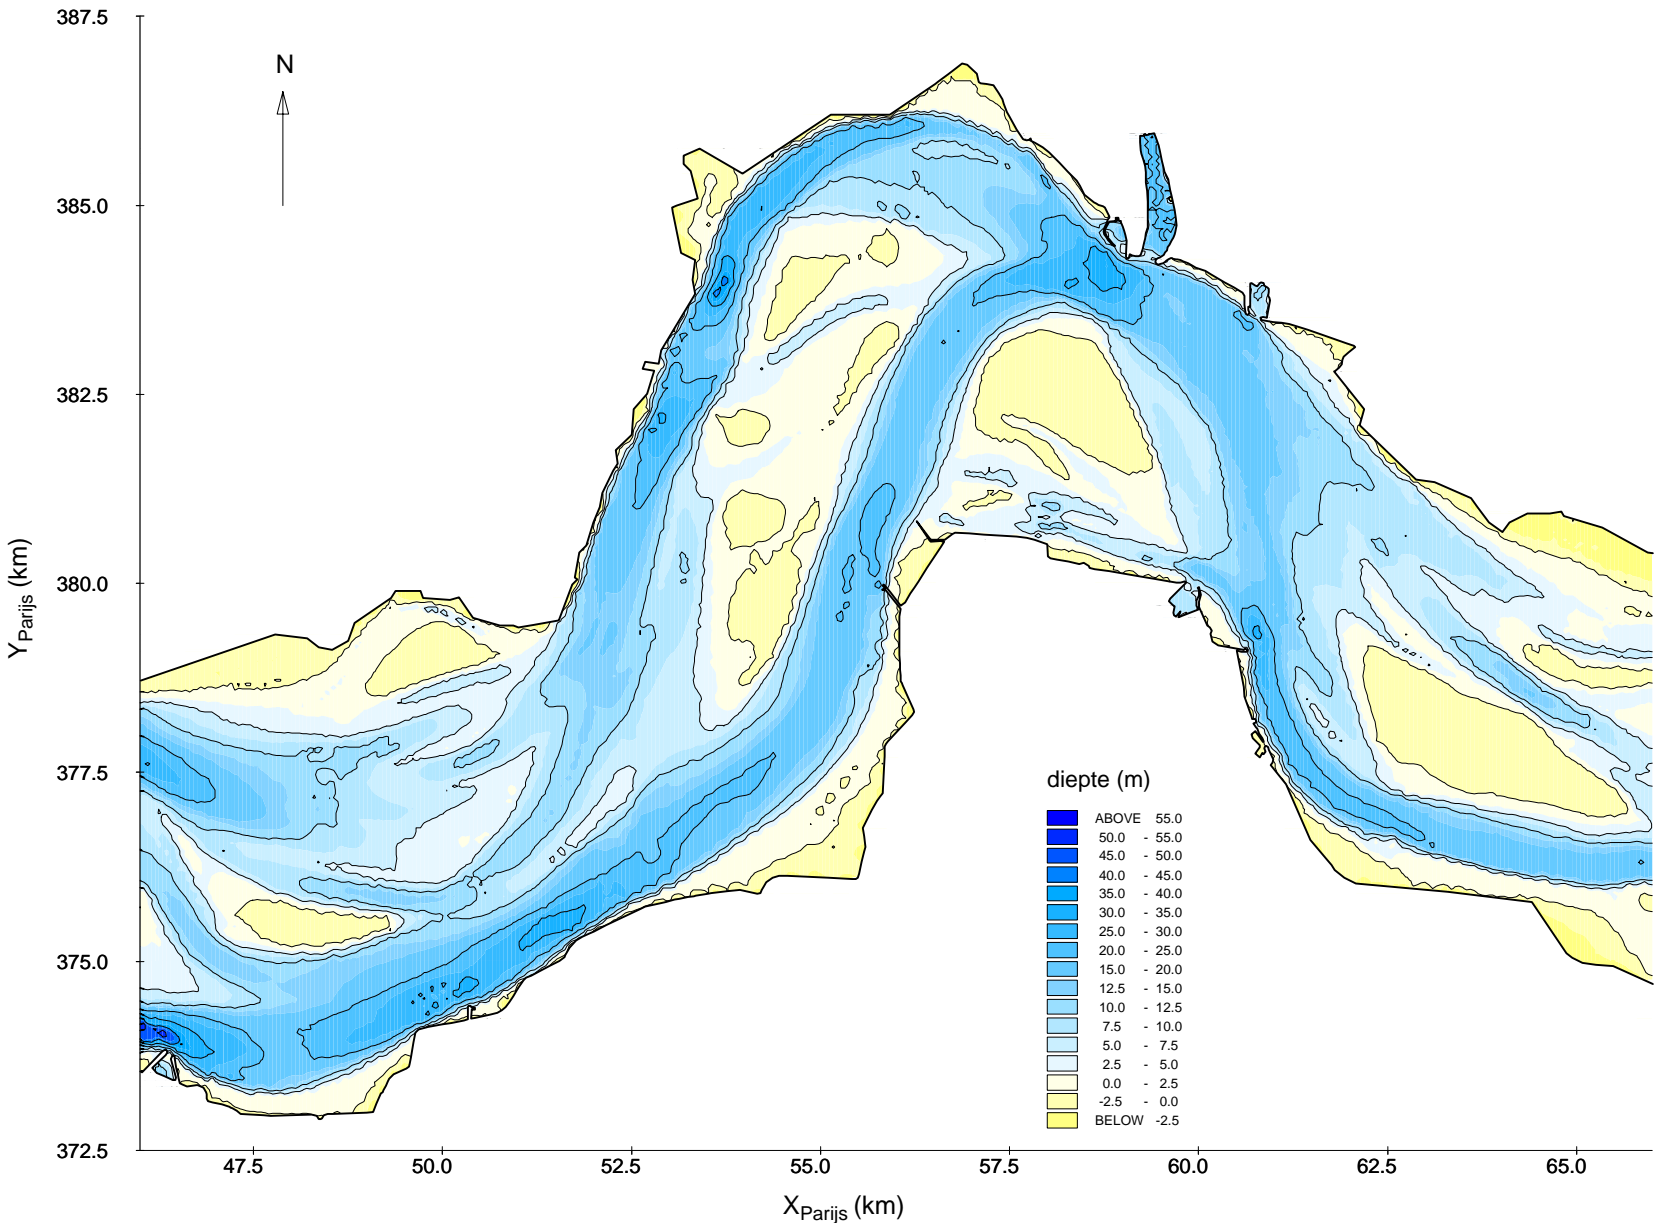 387.5
N
385.0
382.5
380.0
377.5
375.0
372.5
Y Parijs (km)
diepte (m)
ABOVE 55.0
50.0 - 55.0
45.0 - 50.0
40.0 - 45.0
35.0 - 40.0
30.0 - 35.0
25.0 - 30.0
20.0 - 25.0
15.0 - 20.0
12.5 - 15.0
10.0 - 12.5
7.5 - 10.0
5.0 - 7.5
2.5 - 5.0
0.0 - 2.5
-2.5 - 0.0
BELOW -2.5
47.5 50.0 52.5 55.0 57.5 60.0 62.5 65.0
X Parijs (km)